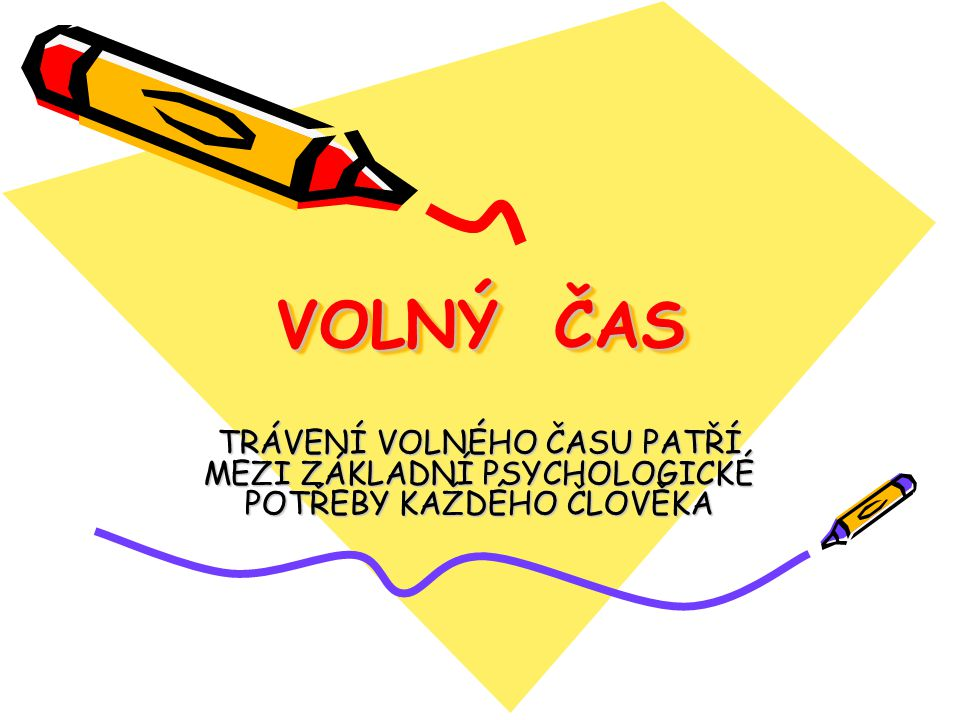 VOLNÝ ČAS
TRÁVENÍ VOLNÉHO ČASU PATŘÍ
MEZI ZÁKLADNÍ PSYCHOLOGICKÉ
POTŘEBY KAŽDÉHO ČLOVĚKA